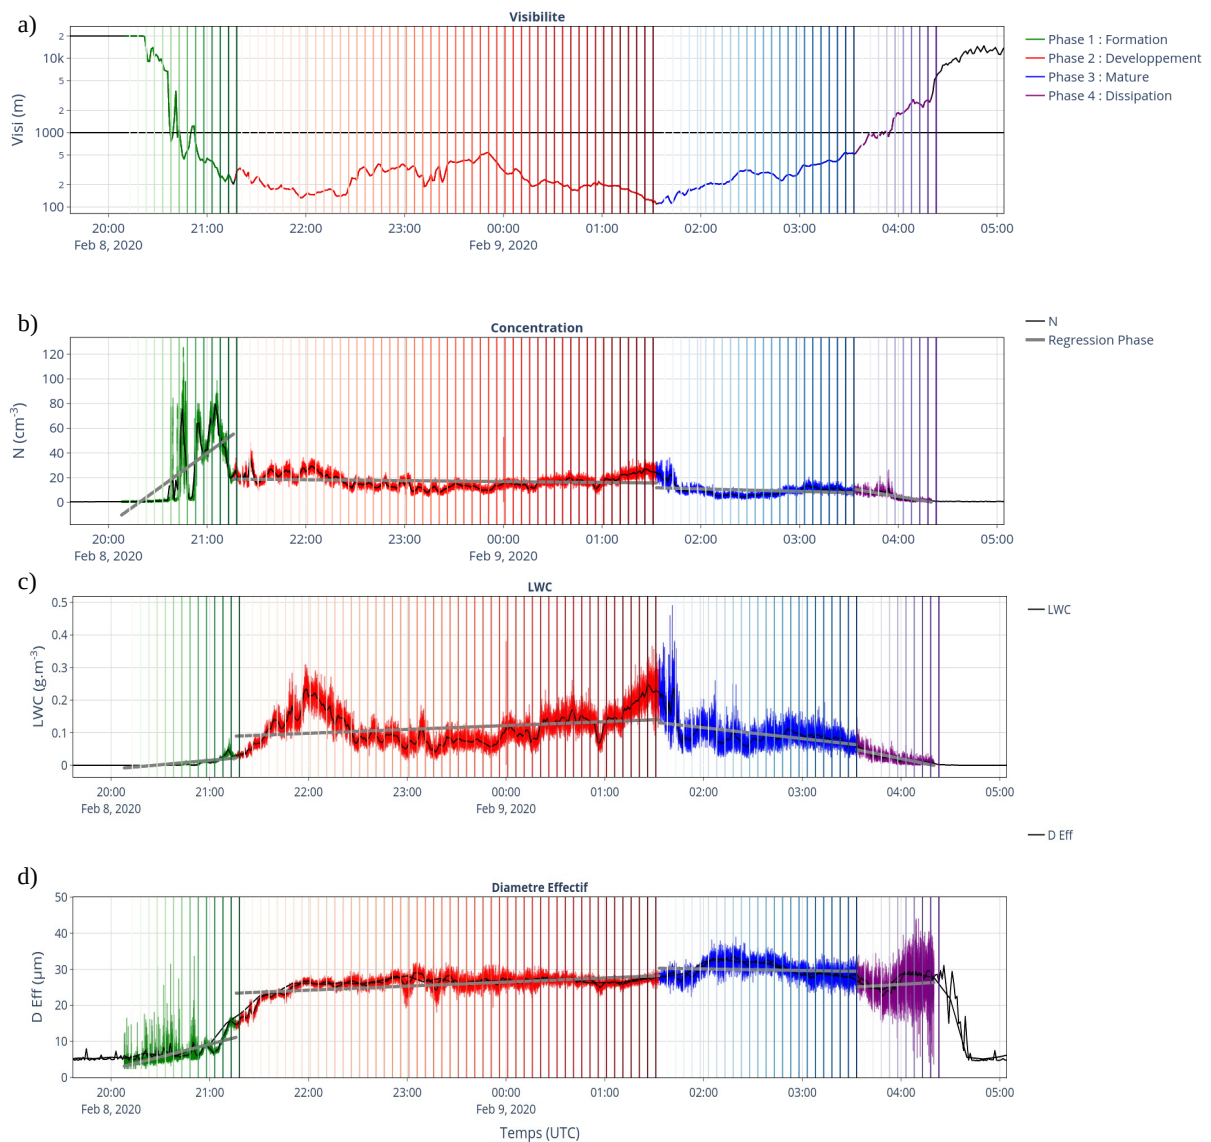 a)
Visibilite
Visi (m)
2
10k
5
2
1000
5
2
100
20:00
21:00
22:00
23:00
00:00
01:00
02:00
03:00
04:00
05:00
Feb 8, 2020
Feb 9, 2020
Phase 1 : Formation
Phase 2 : Developpement
Phase 3 : Mature
Phase 4 : Dissipation
b)
Concentration
N (cm⁻³)
120
100
80
60
40
20
0
20:00
21:00
22:00
23:00
00:00
01:00
02:00
03:00
04:00
05:00
Feb 8, 2020
Feb 9, 2020
N
Regression Phase
c)
LWC
LWC (g.m⁻³)
0.5
0.4
0.3
0.2
0.1
0
20:00
21:00
22:00
23:00
00:00
01:00
02:00
03:00
04:00
05:00
Feb 8, 2020
Feb 9, 2020
LWC
D Eff
d)
Diametre Effectif
D Eff (µm)
50
40
30
20
10
0
20:00
21:00
22:00
23:00
00:00
01:00
02:00
03:00
04:00
05:00
Feb 8, 2020
Feb 9, 2020
Temps (UTC)